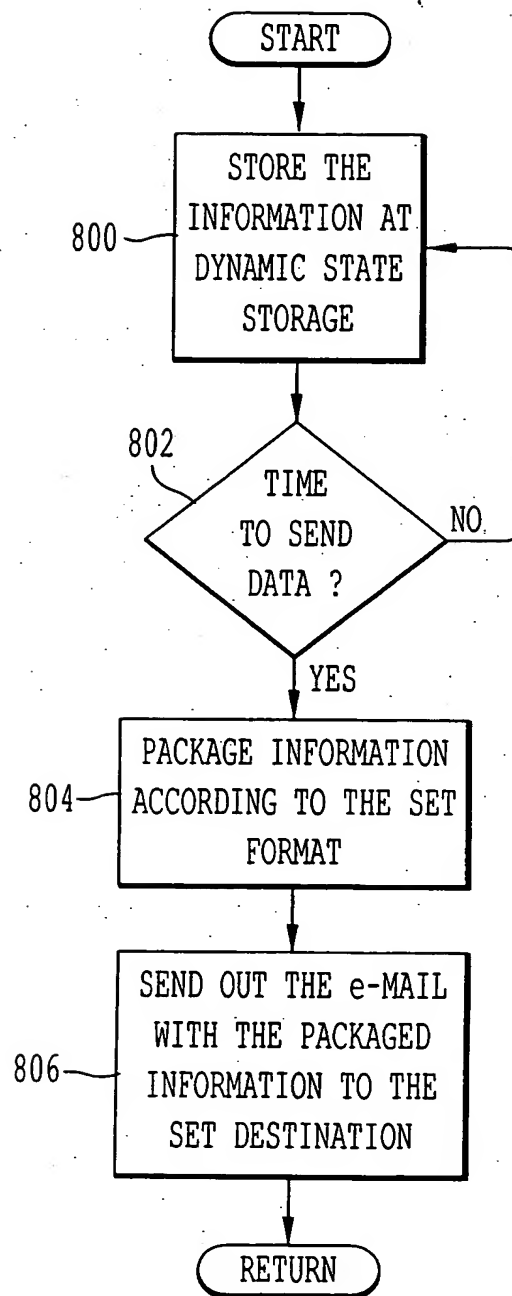 START
STORE THE
INFORMATION AT
DYNAMIC STATE
STORAGE
800
802
TIME
TO SEND
DATA ?
NO
YES
PACKAGE INFORMATION
ACCORDING TO THE SET
FORMAT
804
SEND OUT THE e-MAIL
WITH THE PACKAGED
INFORMATION TO THE
SET DESTINATION
806
RETURN